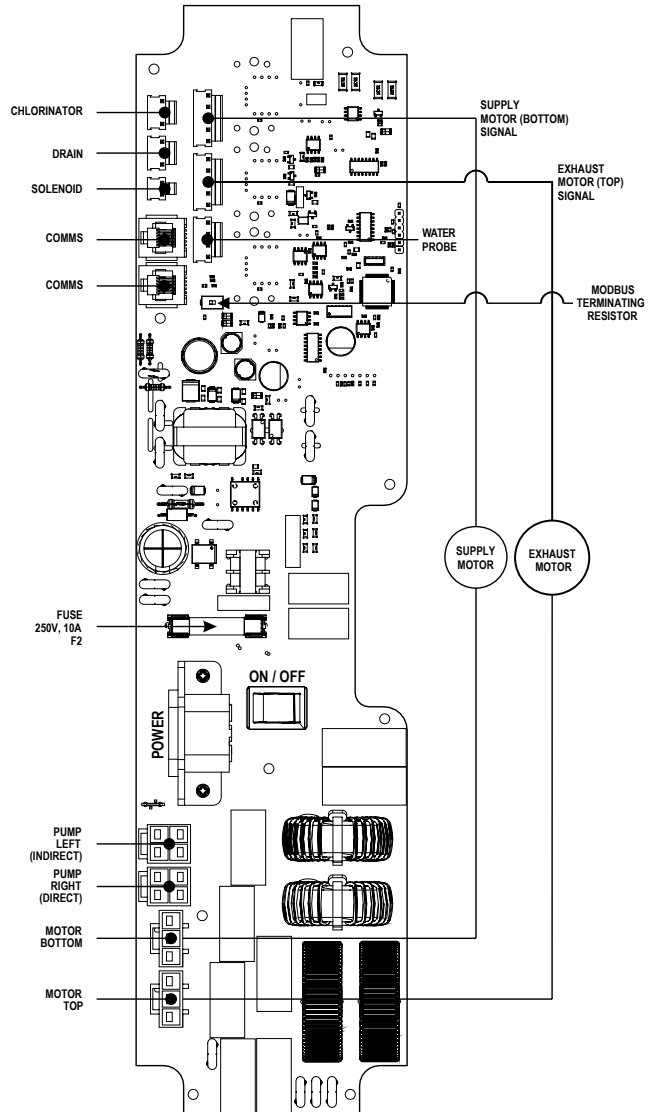 CHLORINATOR
DRAIN
SOLENOID
COMMS
COMMS
SUPPLY
MOTOR (BOTTOM)
SIGNAL
EXHAUST
MOTOR (TOP)
SIGNAL
WATER
PROBE
MODBUS
TERMINATING
RESISTOR
SUPPLY
MOTOR
EXHAUST
MOTOR
FUSE
250V, 10A
F2
ON / OFF
POWER
PUMP
LEFT
(INDIRECT)
PUMP
RIGHT
(DIRECT)
MOTOR
BOTTOM
MOTOR
TOP